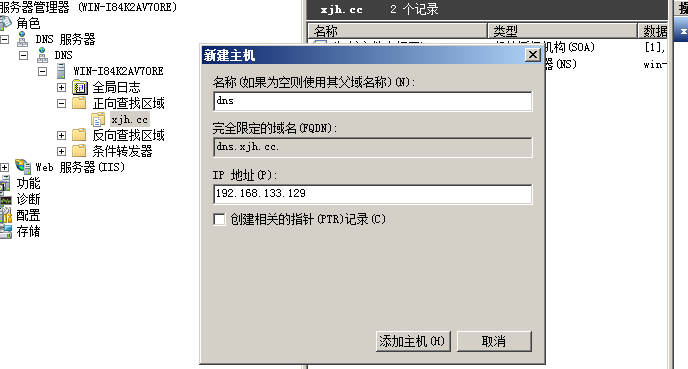 服务器管理器 (WIN-I84K2AV7ORE)
角色
DNS 服务器
DNS
WIN-I84K2AV7ORE
全局日志
正向查找区域
xjh.cc
反向查找区域
条件转发器
Web 服务器(IIS)
功能
诊断
配置
存储
xjh.cc 2 个记录
名称 类型 数据
机构(SOA) [1],
器(NS) win-
操
x
新建主机
名称(如果为空则使用其父域名称)(N):
dns
完全限定的域名(FQDN):
dns.xjh.cc.
IP 地址(P):
192.168.133.129
创建相关的指针(PTR)记录(C)
添加主机(H) 取消